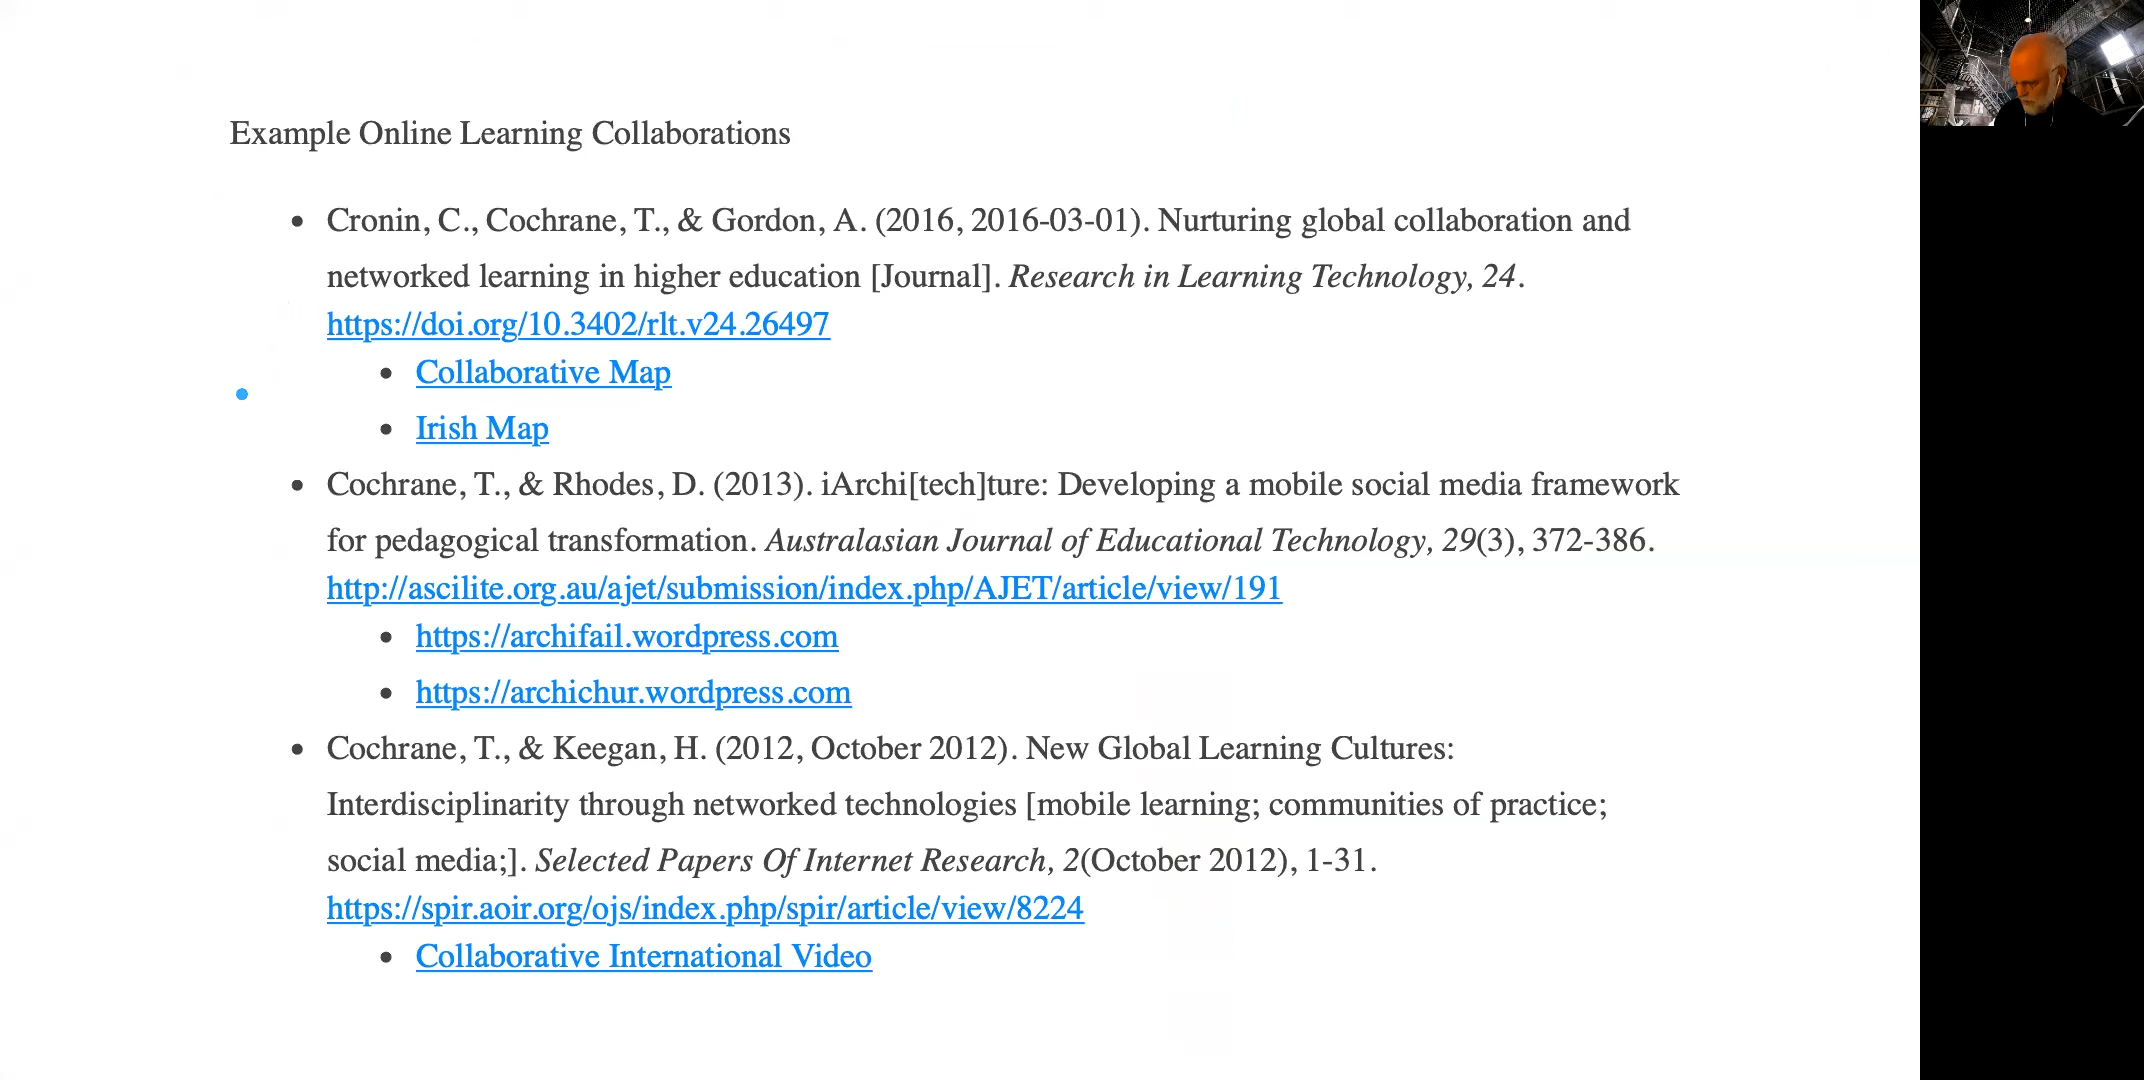 Example Online Learning Collaborations
• Cronin, C., Cochrane, T., & Gordon, A. (2016, 2016-03-01). Nurturing global collaboration and
networked learning in higher education [Journal]. Research in Learning Technology, 24.
https://doi.org/10.3402/rlt.v24.26497
• Collaborative Map
• Irish Map
• Cochrane, T., & Rhodes, D. (2013). iArchi[tech]ture: Developing a mobile social media framework
for pedagogical transformation. Australasian Journal of Educational Technology, 29(3), 372-386.
http://ascilite.org.au/ajet/submission/index.php/AJET/article/view/191
• https://archifail.wordpress.com
• https://archichur.wordpress.com
• Cochrane, T., & Keegan, H. (2012, October 2012). New Global Learning Cultures:
Interdisciplinarity through networked technologies [mobile learning; communities of practice;
social media;]. Selected Papers Of Internet Research, 2(October 2012), 1-31.
https://spir.aoir.org/ojs/index.php/spir/article/view/8224
• Collaborative International Video